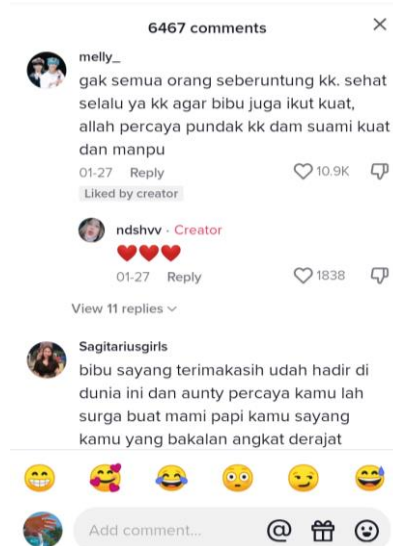 6467 comments
melly_
gak semua orang seberuntung kk. sehat
selalu ya kk agar bibu juga ikut kuat,
allah percaya pundak kk dam suami kuat
dan manpu
01-27 Reply 10.9K
Liked by creator
ndshvv · Creator
❤️❤️❤️
01-27 Reply 1838
View 11 replies
Sagitariusgirls
bibu sayang terimakasih udah hadir di
dunia ini dan aunty percaya kamu lah
surga buat mami papi kamu sayang
kamu yang bakalan angkat derajat
Add comment...